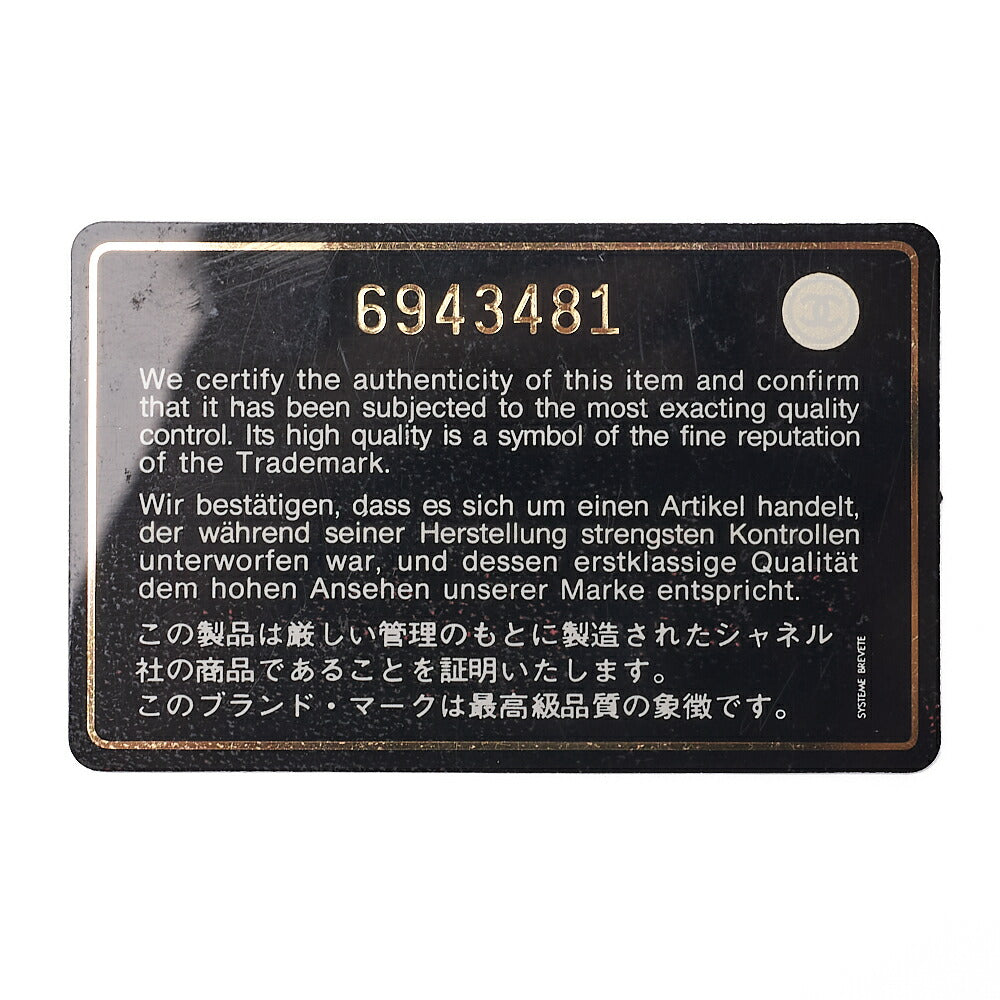 6943481
We certify the authenticity of this item and confirm
that it has been subjected to the most exacting quality
control. Its high quality is a symbol of the fine reputation
of the Trademark.
Wir bestätigen, dass es sich um einen Artikel handelt,
der während seiner Herstellung strengsten Kontrollen
unterworfen war, und dessen erstklassige Qualität
dem hohen Ansehen unserer Marke entspricht.
この製品は厳しい管理のもとに製造されたシャネル
社の商品であることを証明いたします。
このブランド・マークは最高級品質の象徴です。
SYSTEME BREVETE